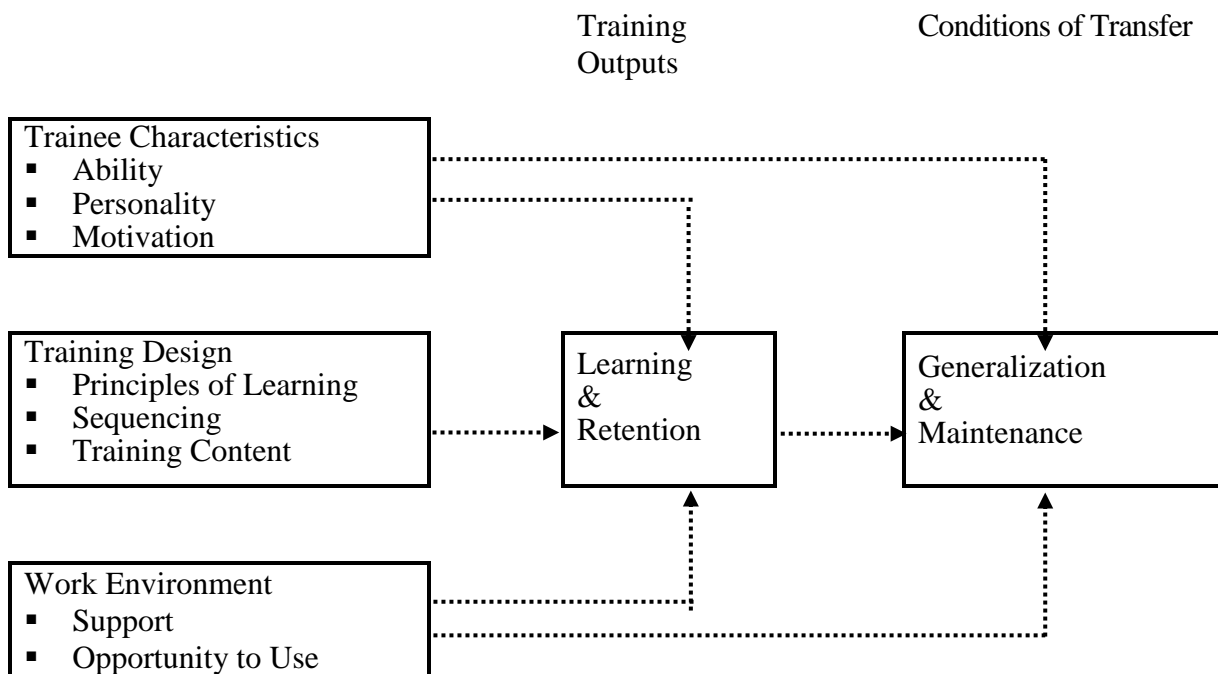 Training
Outputs
Conditions of Transfer
Trainee Characteristics
▪ Ability
▪ Personality
▪ Motivation
Training Design
▪ Principles of Learning
▪ Sequencing
▪ Training Content
Learning
&
Retention
Generalization
&
Maintenance
Work Environment
▪ Support
▪ Opportunity to Use